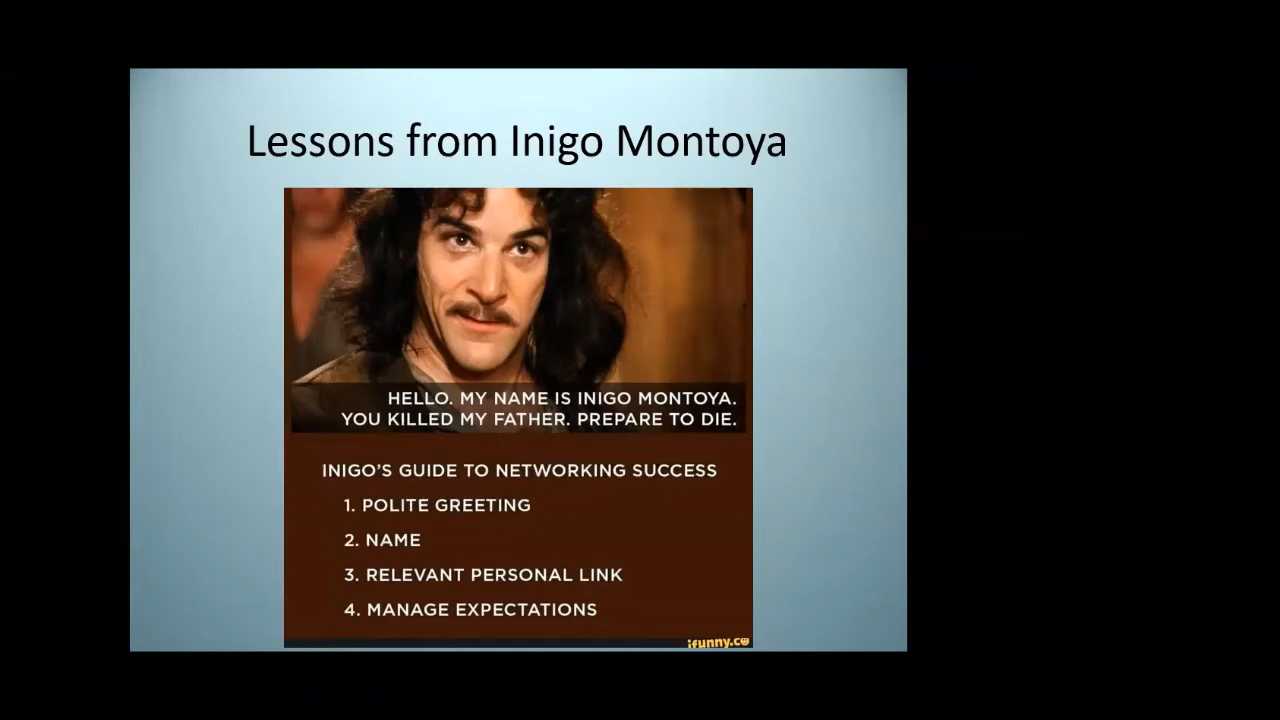 Lessons from Inigo Montoya
HELLO. MY NAME IS INIGO MONTOYA.
YOU KILLED MY FATHER. PREPARE TO DIE.
INIGO'S GUIDE TO NETWORKING SUCCESS
1. POLITE GREETING
2. NAME
3. RELEVANT PERSONAL LINK
4. MANAGE EXPECTATIONS
ifunny.co